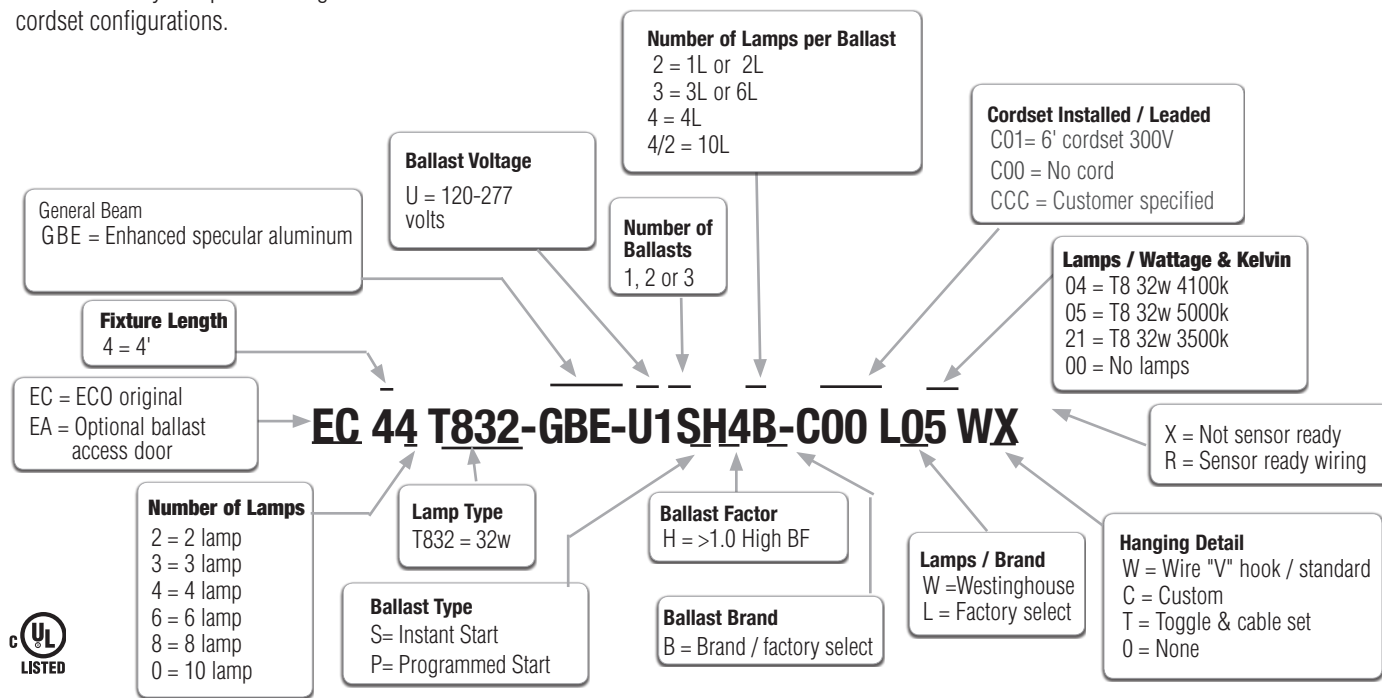 cordset configurations.
Number of Lamps per Ballast
2 = 1L or 2L
3 = 3L or 6L
4 = 4L
4/2 = 10L
Cordset Installed / Leaded
C01= 6' cordset 300V
C00 = No cord
CCC = Customer specified
Ballast Voltage
U = 120-277
volts
General Beam
GBE = Enhanced specular aluminum
Number of
Ballasts
1, 2 or 3
Lamps / Wattage & Kelvin
04 = T8 32w 4100k
05 = T8 32w 5000k
21 = T8 32w 3500k
00 = No lamps
Fixture Length
4 = 4'
EC = ECO original
EA = Optional ballast
access door
EC 44 T832-GBE-U1SH4B-C00 L05 WX
X = Not sensor ready
R = Sensor ready wiring
Number of Lamps
2 = 2 lamp
3 = 3 lamp
4 = 4 lamp
6 = 6 lamp
8 = 8 lamp
0 = 10 lamp
Lamp Type
T832 = 32w
Ballast Type
S= Instant Start
P= Programmed Start
Ballast Factor
H = >1.0 High BF
Ballast Brand
B = Brand / factory select
Lamps / Brand
W =Westinghouse
L = Factory select
Hanging Detail
W = Wire "V" hook / standard
C = Custom
T = Toggle & cable set
0 = None
c UL
LISTED